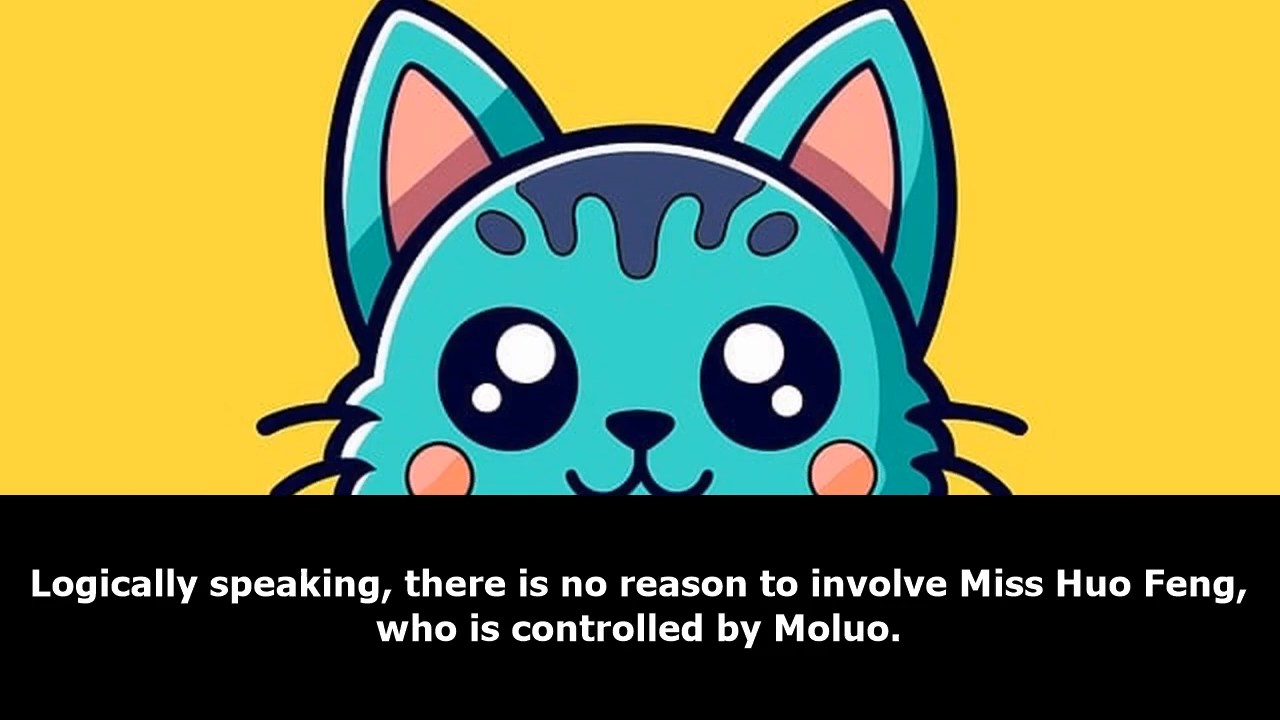 Logically speaking, there is no reason to involve Miss Huo Feng,
who is controlled by Moluo.